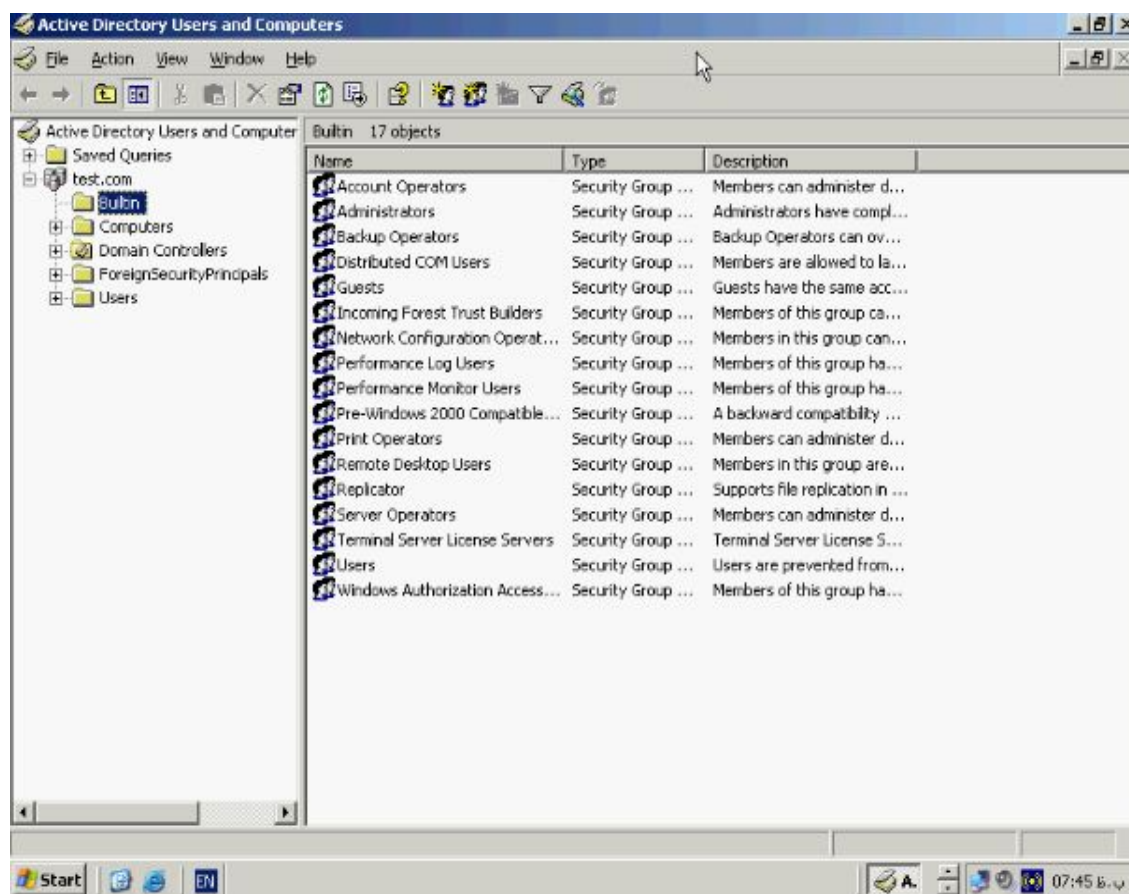 Active Directory Users and Computers
File Action View Window Help
Active Directory Users and Computer
Saved Queries
test.com
Builtin
Computers
Domain Controllers
ForeignSecurityPrincipals
Users
Builtin 17 objects
Name Type Description
Account Operators Security Group ... Members can administer d...
Administrators Security Group ... Administrators have compl...
Backup Operators Security Group ... Backup Operators can ov...
Distributed COM Users Security Group ... Members are allowed to la...
Guests Security Group ... Guests have the same acc...
Incoming Forest Trust Builders Security Group ... Members of this group ca...
Network Configuration Operat... Security Group ... Members in this group can...
Performance Log Users Security Group ... Members of this group ha...
Performance Monitor Users Security Group ... Members of this group ha...
Pre-Windows 2000 Compatible... Security Group ... A backward compatibility ...
Print Operators Security Group ... Members can administer d...
Remote Desktop Users Security Group ... Members in this group are...
Replicator Security Group ... Supports file replication in ...
Server Operators Security Group ... Members can administer d...
Terminal Server License Servers Security Group ... Terminal Server License S...
Users Security Group ... Users are prevented from...
Windows Authorization Access... Security Group ... Members of this group ha...
Start EN A. 07:45